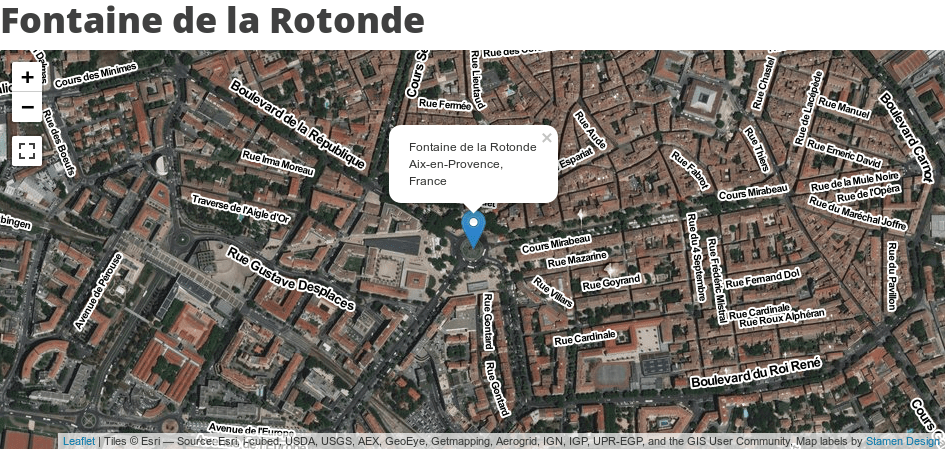 Fontaine de la Rotonde
Cours des Minimes
Rue des
Rue Lieutaud
Rue Chastel
Rue de Lacépède
Rue Manuel
Boulevard Carnot
+
−
Boulevard de la République
Rue Fermée
Rue des Boeufs
Rue Aude
Rue Thiers
Rue Emeric David
×
Fontaine de la Rotonde
Aix-en-Provence,
France
Espariat
Rue Irma Moreau
Rue Fabrot
Rue de la Mule Noire
Cours Mirabeau
Rue de l'Opéra
Traverse de l'Aigle d'Or
Rue du Maréchal Joffre
bingen
Cours Mirabeau
Rue du 4 Septembre
Rue Frédéric Mistral
Rue Mazarine
Rue du Pavillon
Avenue de Pérouse
Rue Gustave Desplaces
Rue Villars
Rue Goyrand
Rue Fernand Dol
Rue Gontard
Rue Cardinale
Rue Roux Alphéran
Rue Cardinale
Rue Gontard
Boulevard du Roi René
Avenue de l'Europe
Cours
Leaflet | Tiles © Esri — Source: Esri, i-cubed, USDA, USGS, AEX, GeoEye, Getmapping, Aerogrid, IGN, IGP, UPR-EGP, and the GIS User Community, Map labels by Stamen Design